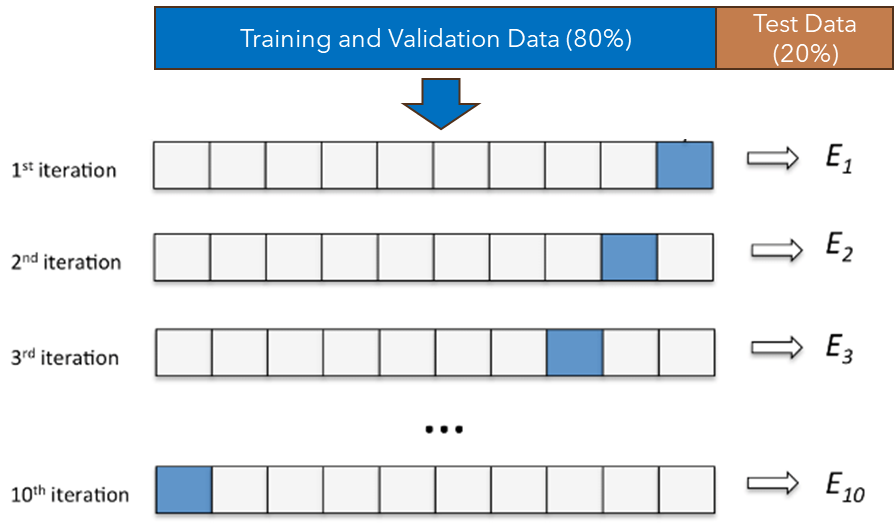 Training and Validation Data (80%)
Test Data
(20%)
1st iteration
E1
2nd iteration
E2
3rd iteration
E3
...
10th iteration
E10